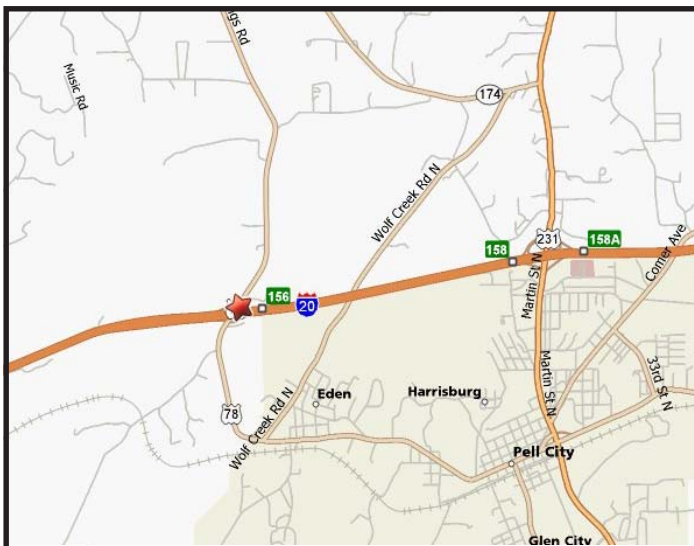 gs Rd
Music Rd
174
Wolf Creek Rd N
231
158
158A
Comer Ave
Martin St N
156
20
Martin St N
33rd St N
78
Eden
Harrisburg
Wolf Creek Rd N
Pell City
Glen City